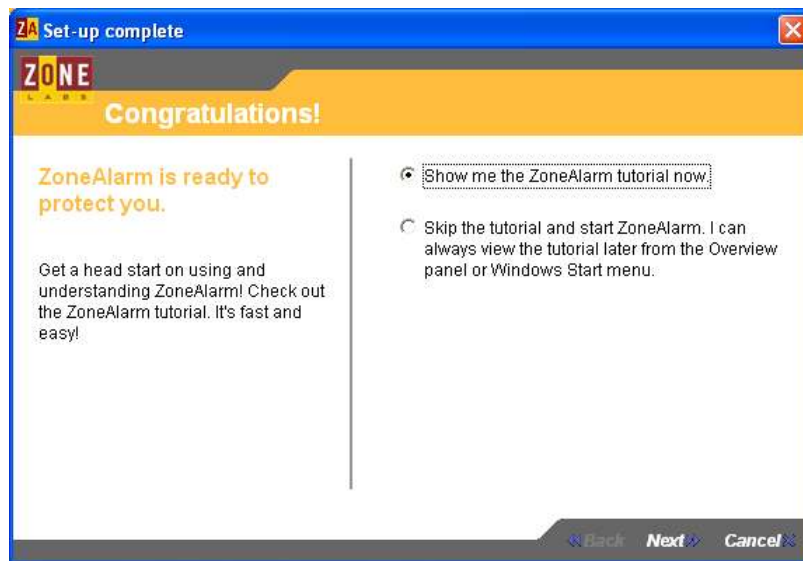 ZA Set-up complete
ZONE
LABS
Congratulations!
ZoneAlarm is ready to
protect you.
Get a head start on using and
understanding ZoneAlarm! Check out
the ZoneAlarm tutorial. It's fast and
easy!
Show me the ZoneAlarm tutorial now.
Skip the tutorial and start ZoneAlarm. I can
always view the tutorial later from the Overview
panel or Windows Start menu.
Back Next Cancel